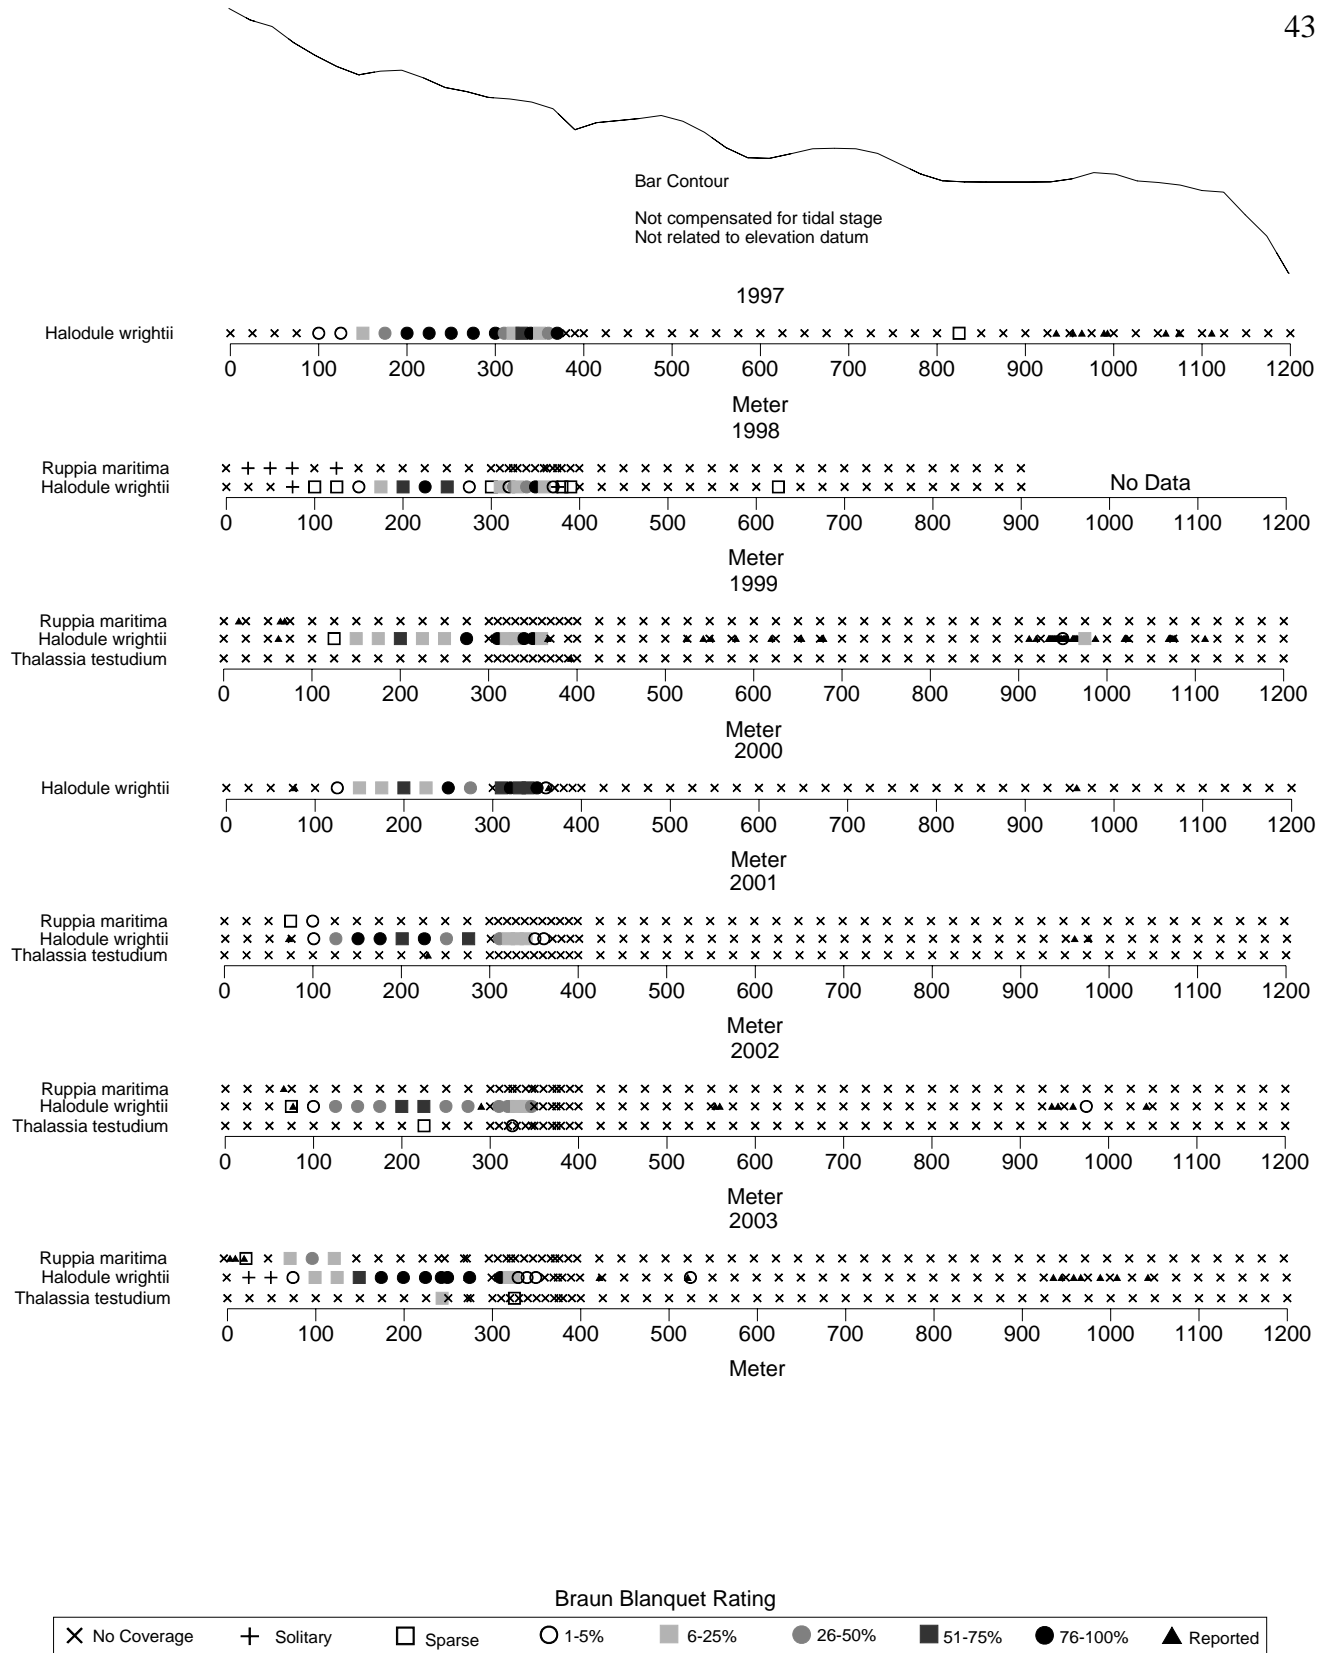 43
Bar Contour
Not compensated for tidal stage
Not related to elevation datum
1997
Halodule wrightii
0 100 200 300 400 500 600 700 800 900 1000 1100 1200
Meter
1998
Ruppia maritima
Halodule wrightii
No Data
0 100 200 300 400 500 600 700 800 900 1000 1100 1200
Meter
1999
Ruppia maritima
Halodule wrightii
Thalassia testudium
0 100 200 300 400 500 600 700 800 900 1000 1100 1200
Meter
2000
Halodule wrightii
0 100 200 300 400 500 600 700 800 900 1000 1100 1200
Meter
2001
Ruppia maritima
Halodule wrightii
Thalassia testudium
0 100 200 300 400 500 600 700 800 900 1000 1100 1200
Meter
2002
Ruppia maritima
Halodule wrightii
Thalassia testudium
0 100 200 300 400 500 600 700 800 900 1000 1100 1200
Meter
2003
Ruppia maritima
Halodule wrightii
Thalassia testudium
0 100 200 300 400 500 600 700 800 900 1000 1100 1200
Meter
Braun Blanquet Rating
No Coverage Solitary Sparse 1-5% 6-25% 26-50% 51-75% 76-100% Reported